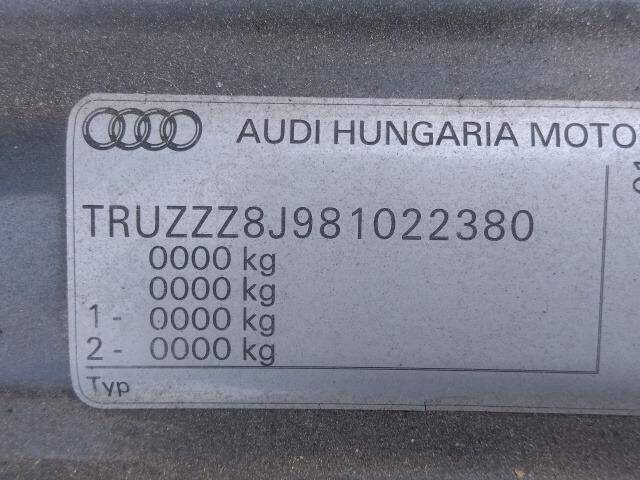 AUDI HUNGARIA MOTO
TRUZZZ8J981022380
0000 kg
0000 kg
1 - 0000 kg
2 - 0000 kg
Typ